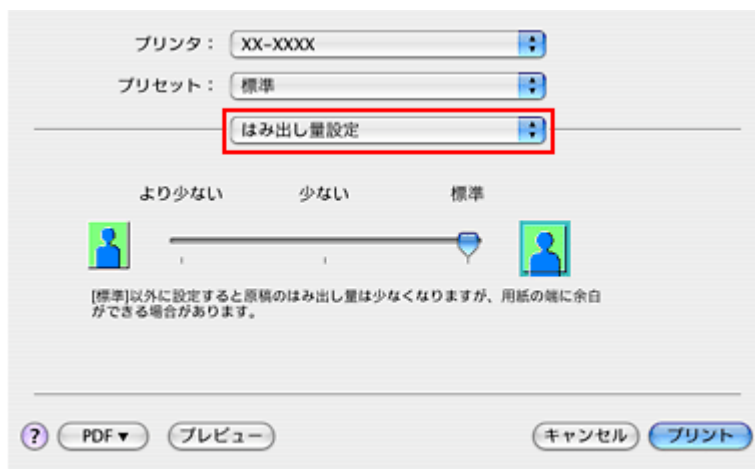 プリンタ： XX-XXXX
プリセット： 標準
はみ出し量設定
より少ない 少ない 標準
[標準]以外に設定すると原稿のはみ出し量は少なくなりますが、用紙の端に余白
ができる場合があります。
? PDF▼ プレビュー キャンセル プリント